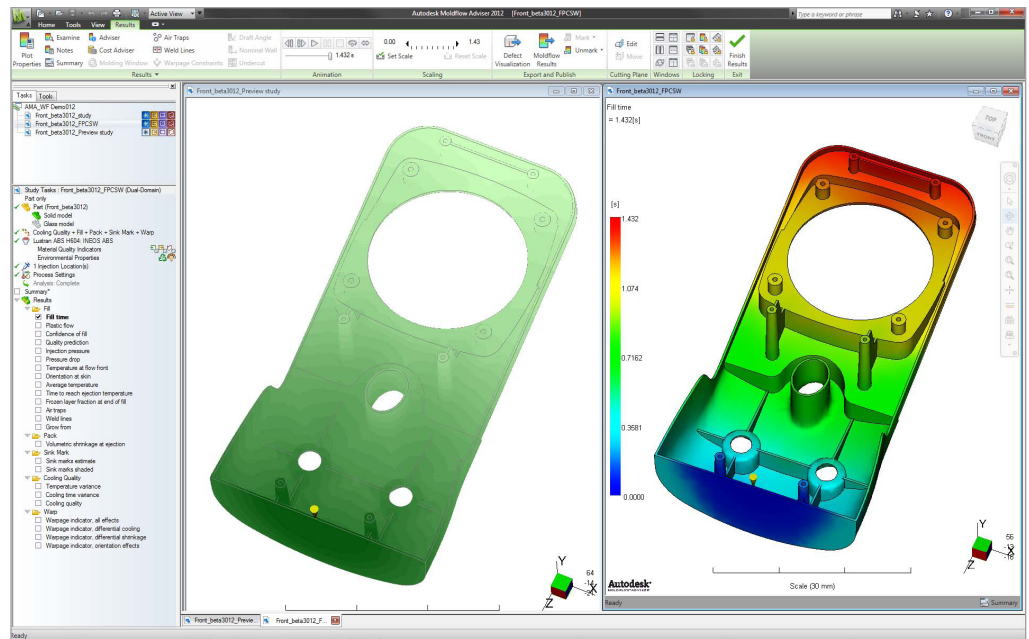 Active View
Autodesk Moldflow Adviser 2012 [Front_beta3012_FPCSW]
Type a keyword or phrase
Home Tools Views Results
Plot Properties
Examine
Notes
Summary
Adviser
Cost Adviser
Molding Window
Air Traps
Weld Lines
Warpage Constraints
Draft Angle
Nominal Wall
Undercut
Results
1.432 s
Animation
0.00 1.43
Set Scale Reset Scale
Scaling
Defect Visualization
Moldflow Results
Mark
Unmark
Export and Publish
Edit
Move
Cutting Plane
Windows
Locking
Finish Results
Exit
Tasks Tools
AMA_WF Demo012
Front_beta3012_study
Front_beta3012_FPCSW
Front_beta3012_Preview study
Study Tasks : Front_beta3012_FPCSW (Dual-Domain)
Part only
Part (Front_beta3012)
Solid model
Glass model
Cooling Quality + Fill + Pack + Sink Mark + Warp
Lustran ABS H604: INEOS ABS
Material Quality Indicators
Environmental Properties
1 Injection Location(s)
Process Settings
Analysis: Complete
Summary*
Results
Fill
Fill time
Plastic flow
Confidence of fill
Quality prediction
Injection pressure
Pressure drop
Temperature at flow front
Orientation at skin
Average temperature
Time to reach ejection temperature
Frozen layer fraction at end of fill
Air traps
Weld lines
Grow from
Pack
Volumetric shrinkage at ejection
Sink Mark
Sink marks estimate
Sink marks shaded
Cooling Quality
Temperature variance
Cooling time variance
Cooling quality
Warp
Warpage indicator, all effects
Warpage indicator, differential cooling
Warpage indicator, differential shrinkage
Warpage indicator, orientation effects
Front_beta3012_Preview study
Y
X
Z
64
Front_beta3012_FPCSW
Fill time
= 1.432[s]
TOP
FRONT
[s]
1.432
1.074
0.7162
0.3581
0.0000
Y
X
Z
56
Autodesk
MOLDFLOW ADVISER
Scale (30 mm)
Ready
Summary
Front_beta3012_Previe...
Front_beta3012_F...
Ready